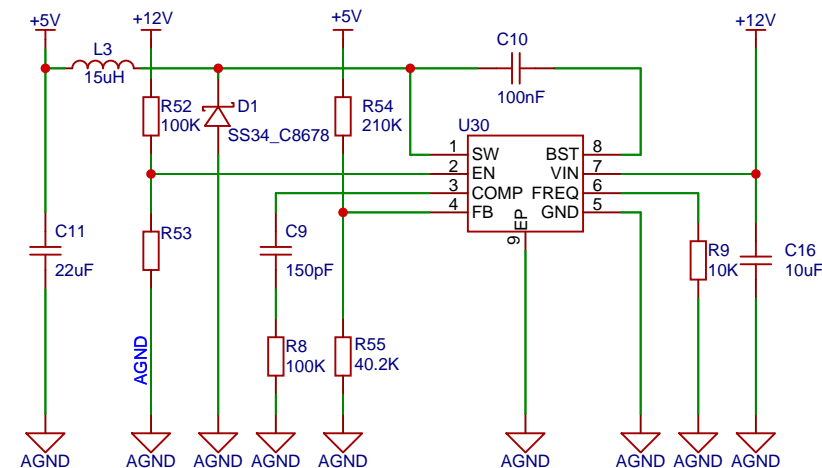 +5V
+12V
+5V
+12V
L3
15uH
C10
100nF
R52
100K
D1
SS34_C8678
R54
210K
U30
1
SW
BST
8
2
EN
VIN
7
3
COMP
FREQ
6
4
FB
GND
5
9
EP
C11
22uF
R53
C9
150pF
R9
10K
C16
10uF
AGND
R8
100K
R55
40.2K
AGND
AGND
AGND
AGND
AGND
AGND
AGND
AGND
AGND